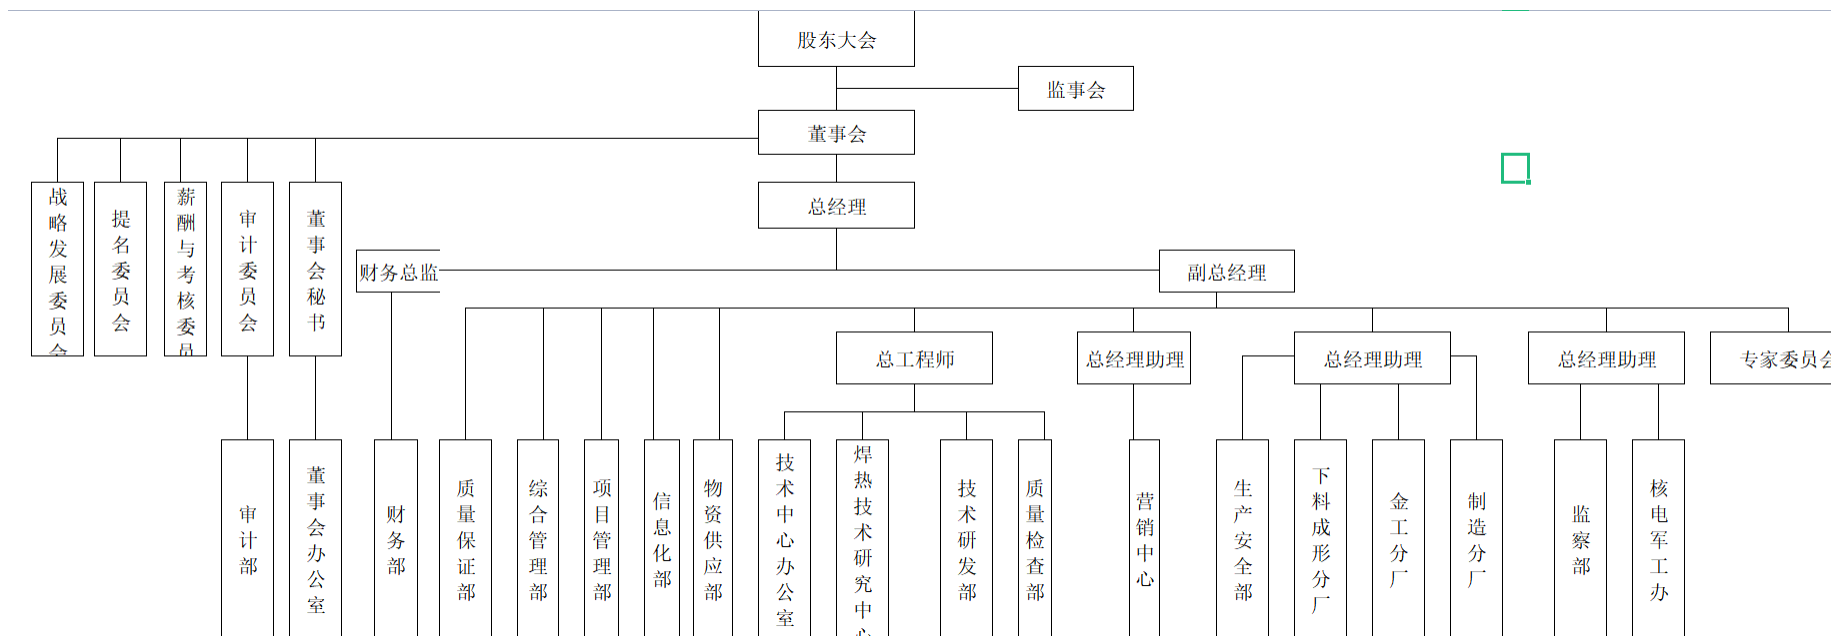 股东大会
监事会
董事会
总经理
战略发展委员会
提名委员会
薪酬与考核委员
审计委员会
董事会秘书
财务总监
副总经理
总工程师
总经理助理
总经理助理
总经理助理
专家委员会
审计部
董事会办公室
财务部
质量保证部
综合管理部
项目管理部
信息化部
物资供应部
技术中心办公室
焊热技术研究中心
技术研发部
质量检查部
营销中心
生产安全部
下料成形分厂
金工分厂
制造分厂
监察部
核电军工办